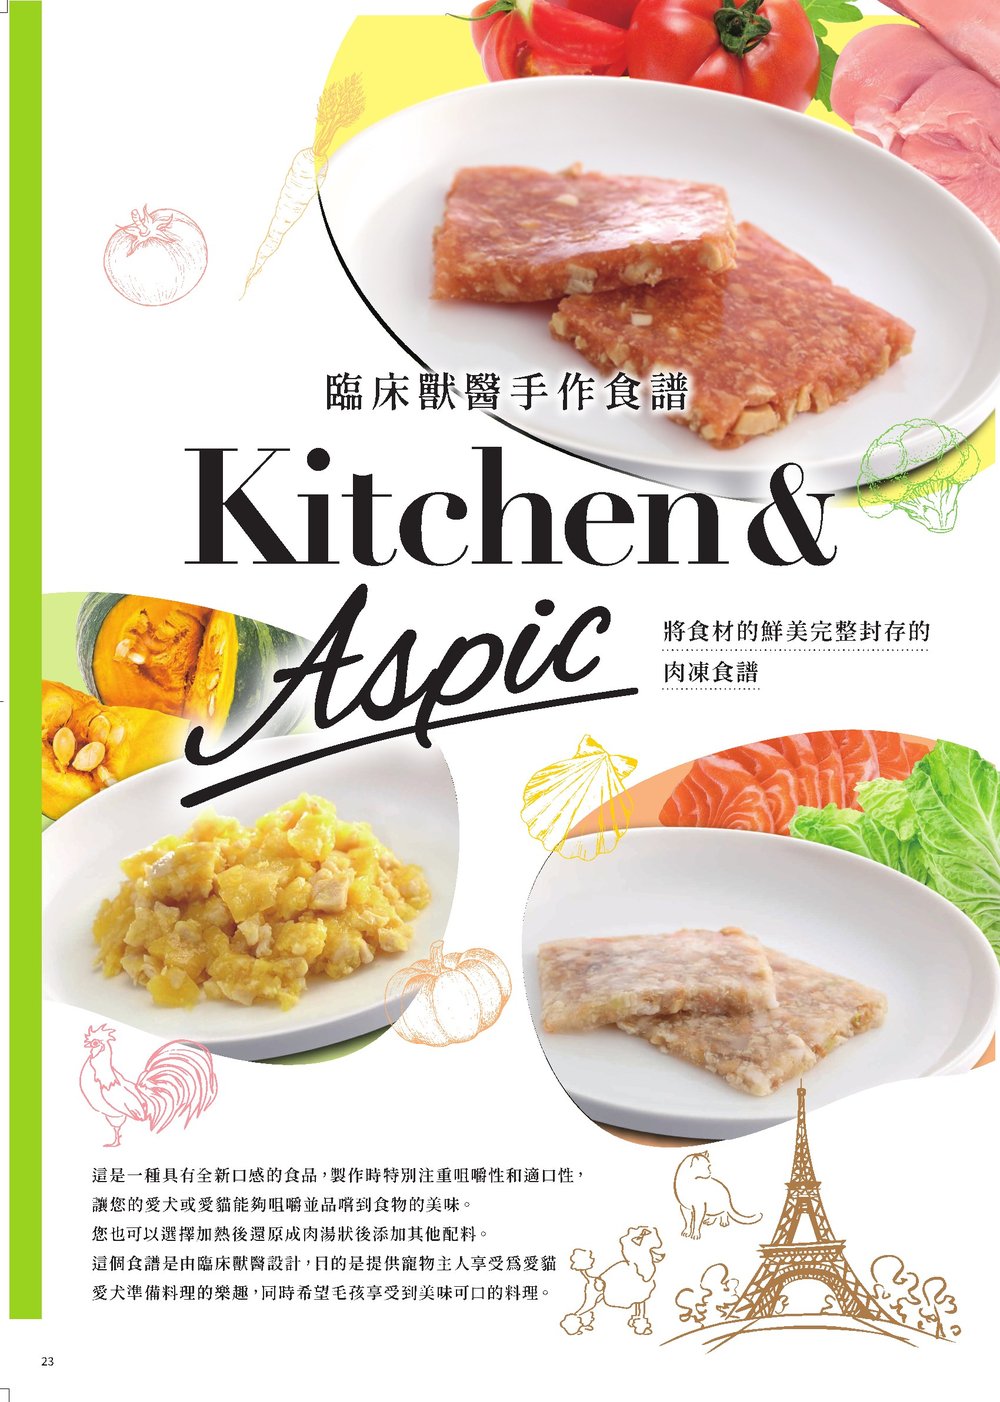 臨床獸醫手作食譜
Kitchen &
Aspic
將食材的鮮美完整封存的
肉凍食譜
這是一種具有全新口感的食品，製作時特別注重咀嚼性和適口性，
讓您的愛犬或愛貓能夠咀嚼並品嚐到食物的美味。
您也可以選擇加熱後還原成肉湯狀後添加其他配料。
這個食譜是由臨床獸醫設計，目的是提供寵物主人享受爲愛貓
愛犬準備料理的樂趣，同時希望毛孩享受到美味可口的料理。
23